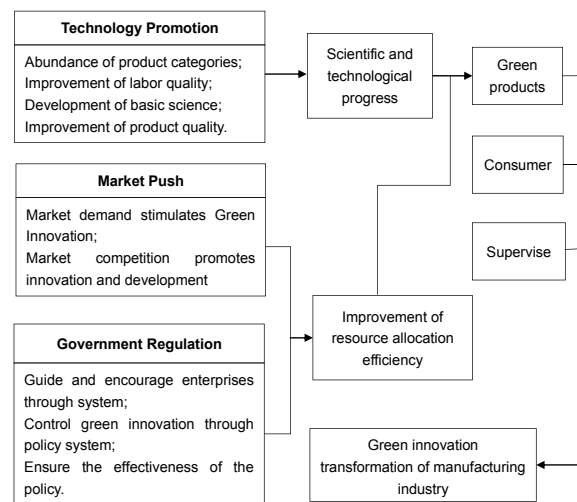 Technology Promotion
Abundance of product categories;
Improvement of labor quality;
Development of basic science;
Improvement of product quality.
Scientific and
technological
progress
Green
products
Market Push
Market demand stimulates Green
Innovation;
Market competition promotes
innovation and development
Consumer
Supervise
Government Regulation
Guide and encourage enterprises
through system;
Control green innovation through
policy system;
Ensure the effectiveness of the
policy.
Improvement of
resource allocation
efficiency
Green innovation
transformation of manufacturing
industry